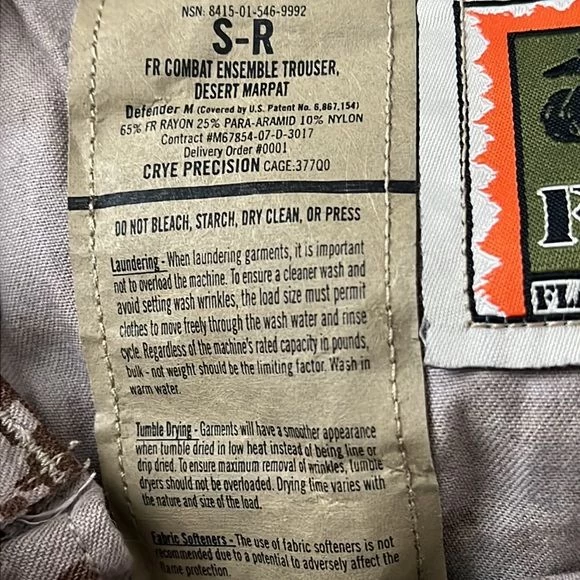 NSN: 8415-01-546-9992
S-R
FR COMBAT ENSEMBLE TROUSER,
DESERT MARPAT
Defender M (Covered by U.S. Patent No. 6,867,154)
65% FR RAYON 25% PARA-ARAMID 10% NYLON
Contract #M67854-07-D-3017
Delivery Order #0001
CRYE PRECISION CAGE:377Q0
DO NOT BLEACH, STARCH, DRY CLEAN, OR PRESS
Laundering - When laundering garments, it is important
not to overload the machine. To ensure a cleaner wash and
avoid setting wash wrinkles, the load size must permit
clothes to move freely through the wash water and rinse
cycle. Regardless of the machine's rated capacity in pounds,
bulk - not weight should be the limiting factor. Wash in
warm water.
Tumble Drying - Garments will have a smoother appearance
when tumble dried in low heat instead of being line or
drip dried. To ensure maximum removal of wrinkles, tumble
dryers should not be overloaded. Drying time varies with
the nature and size of the load.
Fabric Softeners - The use of fabric softeners is not
recommended due to a potential to adversely affect the
flame protection.